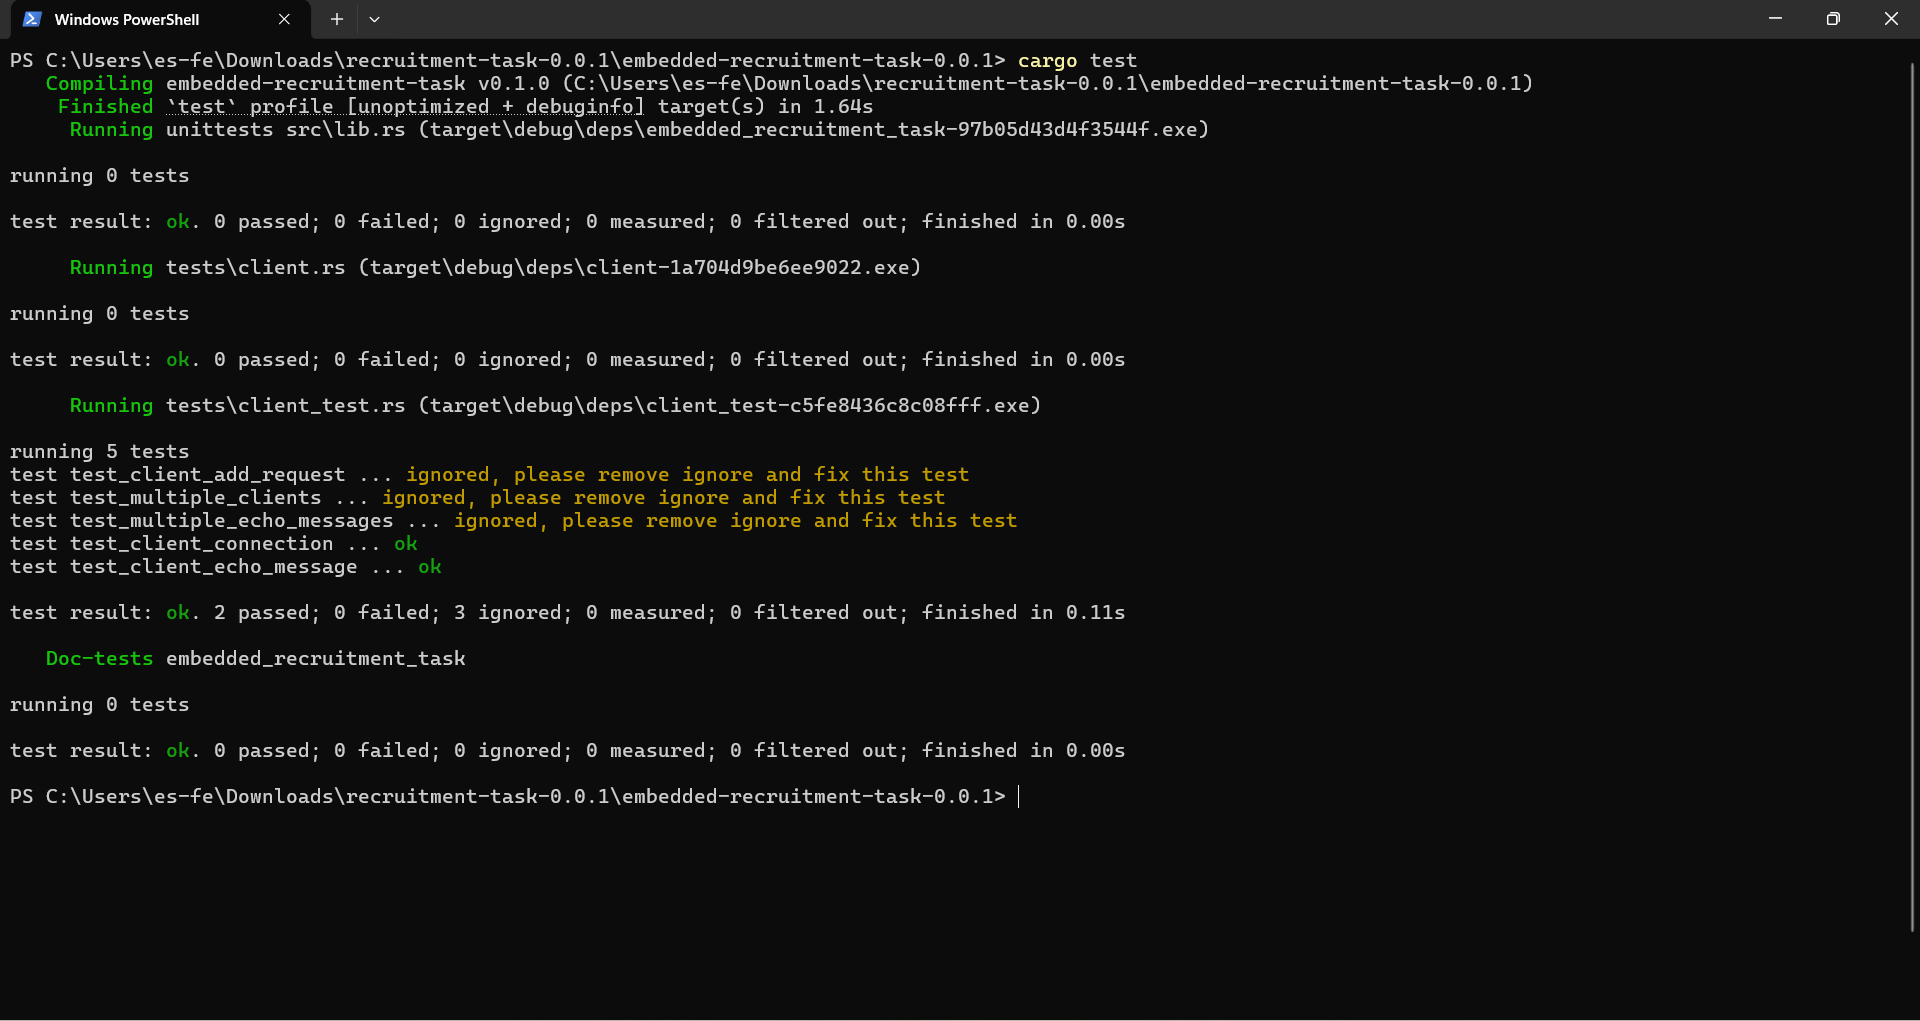 Windows PowerShell
PS C:\Users\es-fe\Downloads\recruitment-task-0.0.1\embedded-recruitment-task-0.0.1> cargo test
   Compiling embedded-recruitment-task v0.1.0 (C:\Users\es-fe\Downloads\recruitment-task-0.0.1\embedded-recruitment-task-0.0.1)
    Finished `test` profile [unoptimized + debuginfo] target(s) in 1.64s
     Running unittests src\lib.rs (target\debug\deps\embedded_recruitment_task-97b05d43d4f3544f.exe)
running 0 tests
test result: ok. 0 passed; 0 failed; 0 ignored; 0 measured; 0 filtered out; finished in 0.00s
     Running tests\client.rs (target\debug\deps\client-1a704d9be6ee9022.exe)
running 0 tests
test result: ok. 0 passed; 0 failed; 0 ignored; 0 measured; 0 filtered out; finished in 0.00s
     Running tests\client_test.rs (target\debug\deps\client_test-c5fe8436c8c08fff.exe)
running 5 tests
test test_client_add_request ... ignored, please remove ignore and fix this test
test test_multiple_clients ... ignored, please remove ignore and fix this test
test test_multiple_echo_messages ... ignored, please remove ignore and fix this test
test test_client_connection ... ok
test test_client_echo_message ... ok
test result: ok. 2 passed; 0 failed; 3 ignored; 0 measured; 0 filtered out; finished in 0.11s
   Doc-tests embedded_recruitment_task
running 0 tests
test result: ok. 0 passed; 0 failed; 0 ignored; 0 measured; 0 filtered out; finished in 0.00s
PS C:\Users\es-fe\Downloads\recruitment-task-0.0.1\embedded-recruitment-task-0.0.1>